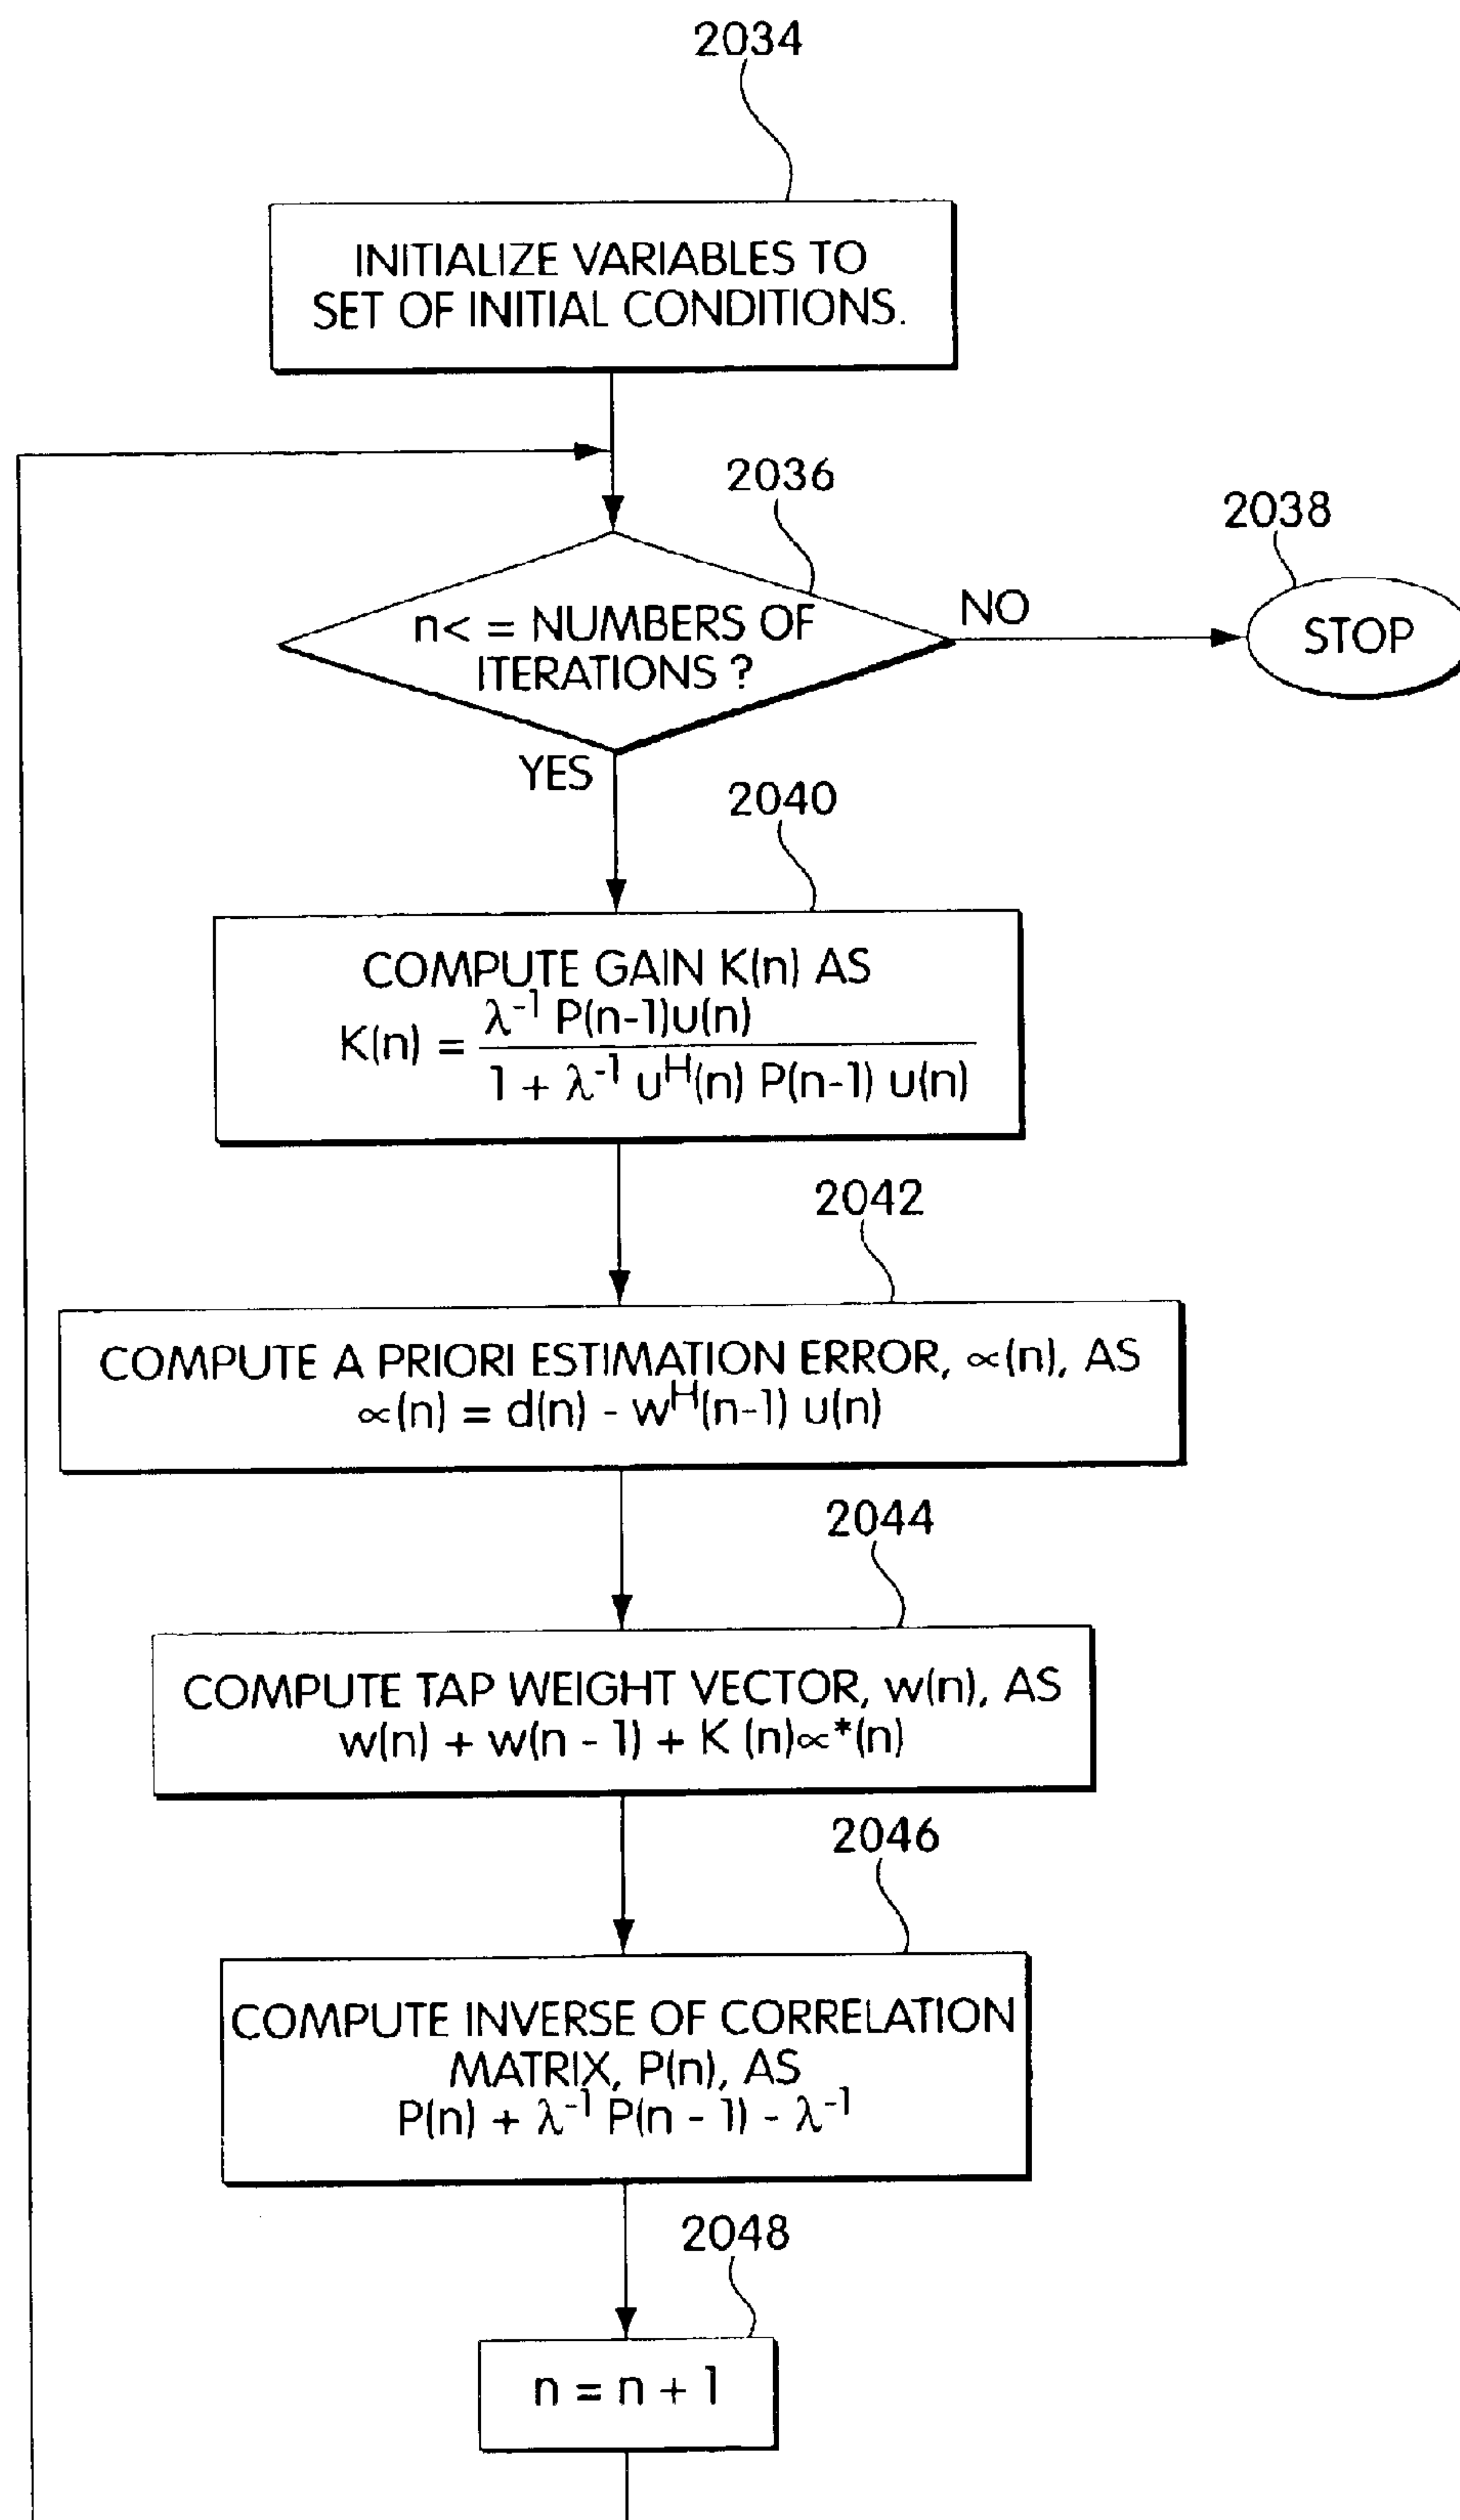 2034
INITIALIZE VARIABLES TO
SET OF INITIAL CONDITIONS.
2036
2038
n< = NUMBERS OF
ITERATIONS ?
NO
STOP
YES
2040
COMPUTE GAIN K(n) AS
K(n) = λ⁻¹ P(n-1)u(n)
1 + λ⁻¹ uᴴ(n) P(n-1) u(n)
2042
COMPUTE A PRIORI ESTIMATION ERROR, ∝(n), AS
∝(n) = d(n) - wᴴ(n-1) u(n)
2044
COMPUTE TAP WEIGHT VECTOR, w(n), AS
w(n) + w(n - 1) + K (n)∝*(n)
2046
COMPUTE INVERSE OF CORRELATION
MATRIX, P(n), AS
P(n) + λ⁻¹ P(n - 1) - λ⁻¹
2048
n = n + 1